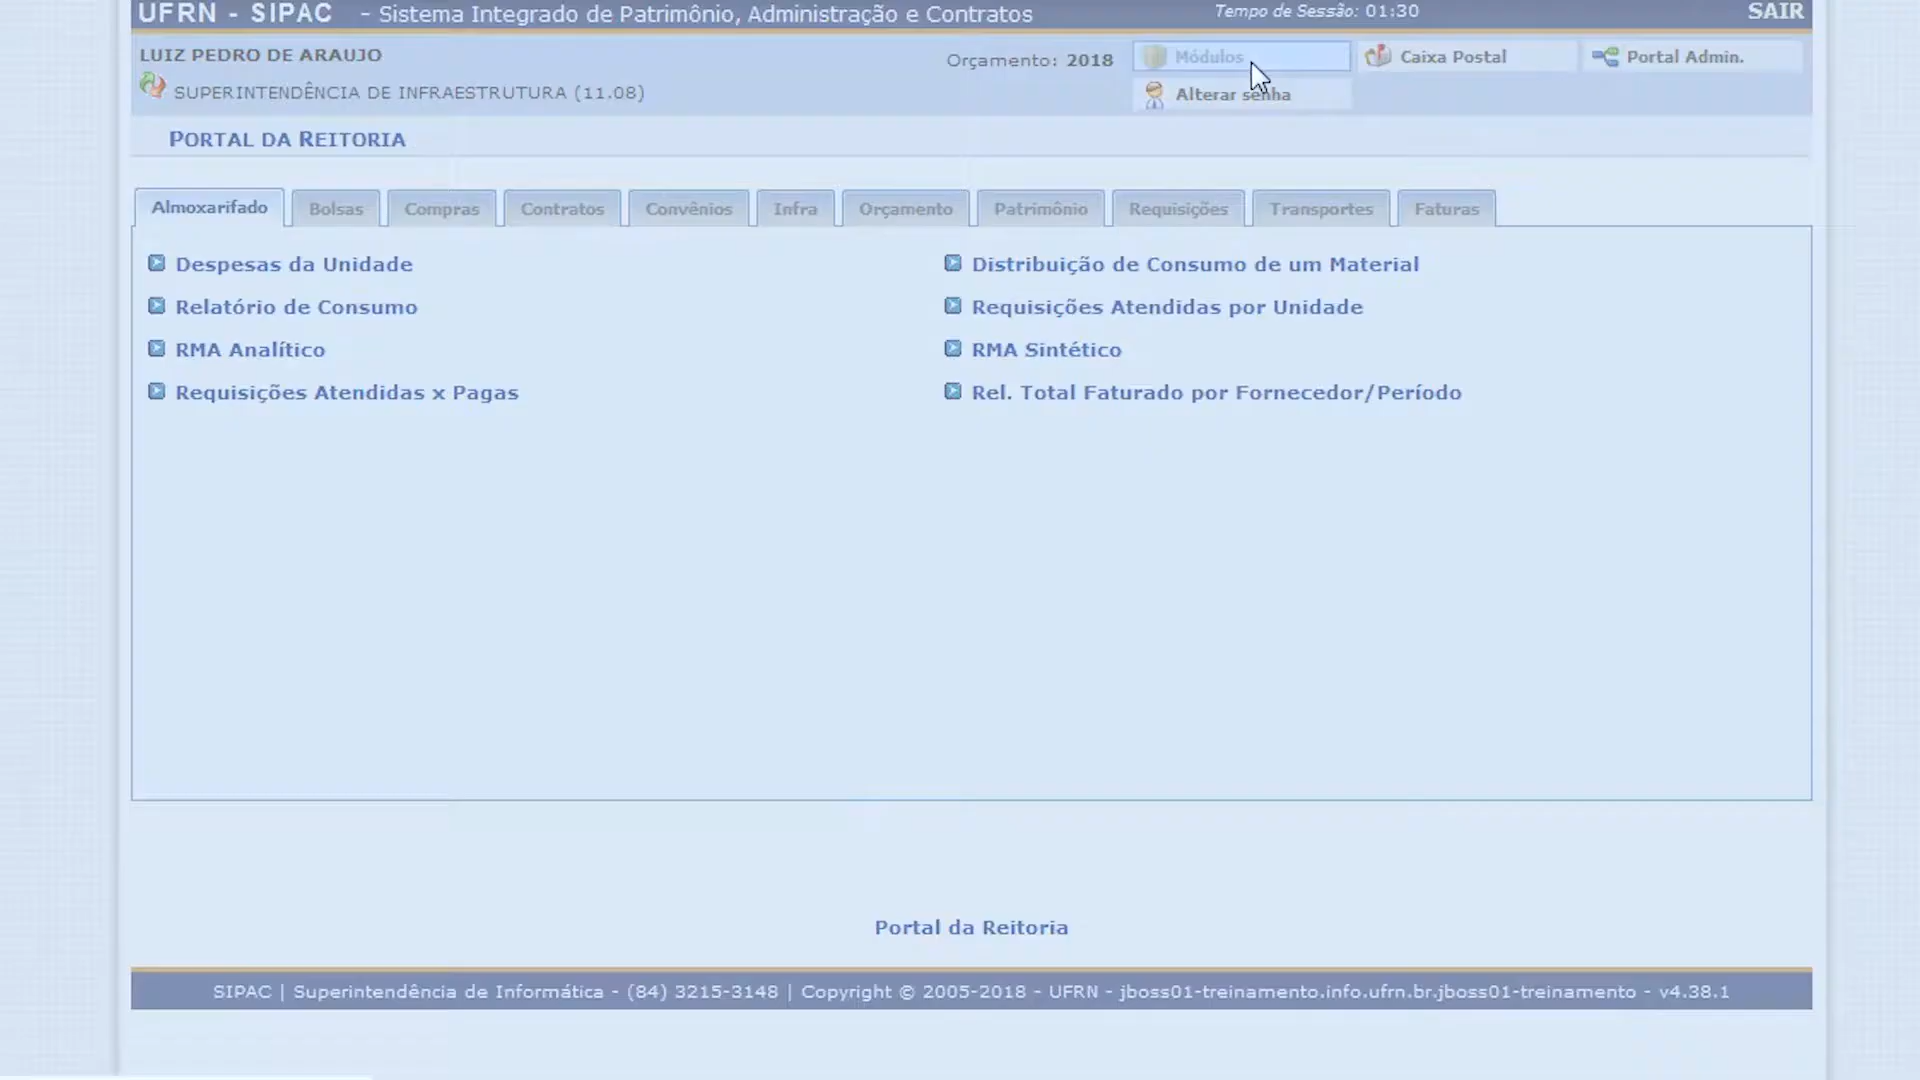 UFRN - SIPAC - Sistema Integrado de Patrimônio, Administração e Contratos Tempo de Sessão: 01:30 SAIR
LUIZ PEDRO DE ARAUJO
Orçamento: 2018 Módulos Caixa Postal Portal Admin.
SUPERINTENDÊNCIA DE INFRAESTRUTURA (11.08)
Alterar senha
PORTAL DA REITORIA
Almoxarifado Bolsas Compras Contratos Convênios Infra Orçamento Patrimônio Requisições Transportes Faturas
Despesas da Unidade Distribuição de Consumo de um Material
Relatório de Consumo Requisições Atendidas por Unidade
RMA Analítico RMA Sintético
Requisições Atendidas x Pagas Rel. Total Faturado por Fornecedor/Período
Portal da Reitoria
SIPAC | Superintendência de Informática - (84) 3215-3148 | Copyright © 2005-2018 - UFRN - jboss01-treinamento.info.ufrn.br.jboss01-treinamento - v4.38.1